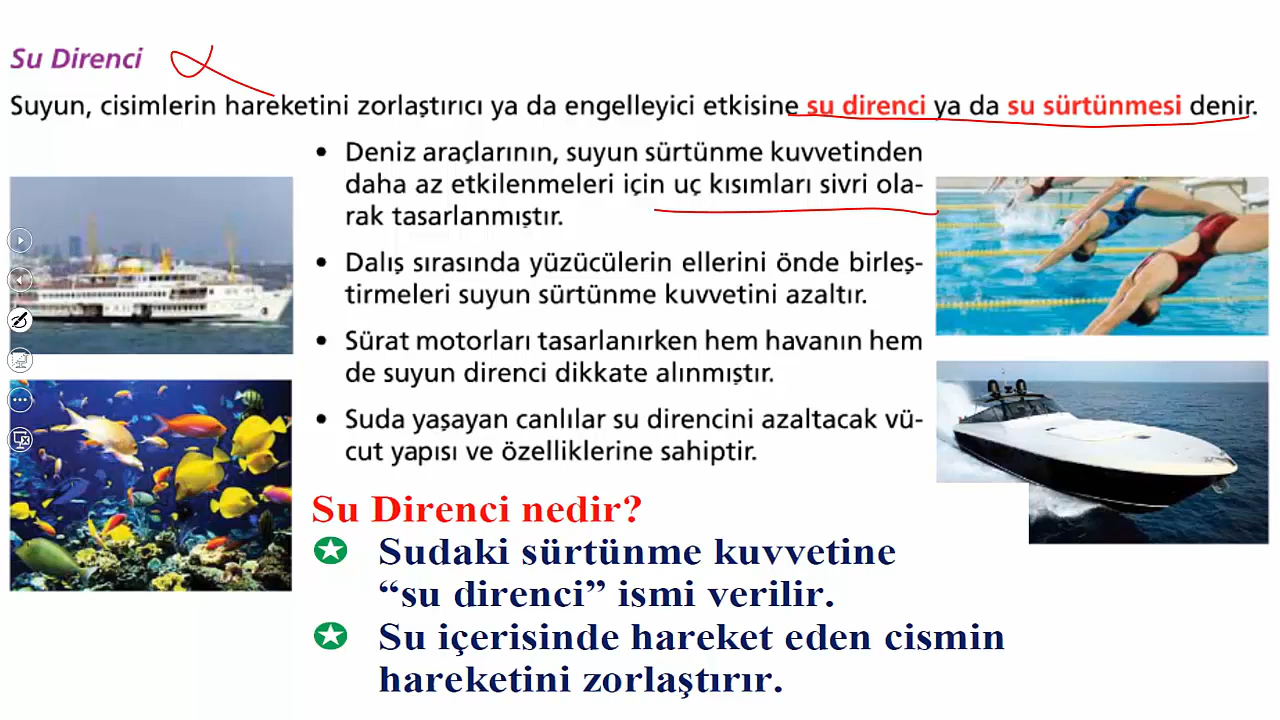 Su Direnci
Suyun, cisimlerin hareketini zorlaştırıcı ya da engelleyici etkisine su direnci ya da su sürtünmesi denir.
• Deniz araçlarının, suyun sürtünme kuvvetinden
daha az etkilenmeleri için uç kısımları sivri ola-
rak tasarlanmıştır.
• Dalış sırasında yüzücülerin ellerini önde birleş-
tirmeleri suyun sürtünme kuvvetini azaltır.
• Sürat motorları tasarlanırken hem havanın hem
de suyun direnci dikkate alınmıştır.
• Suda yaşayan canlılar su direncini azaltacak vü-
cut yapısı ve özelliklerine sahiptir.
Su Direnci nedir?
Sudaki sürtünme kuvvetine
“su direnci” ismi verilir.
Su içerisinde hareket eden cismin
hareketini zorlaştırır.